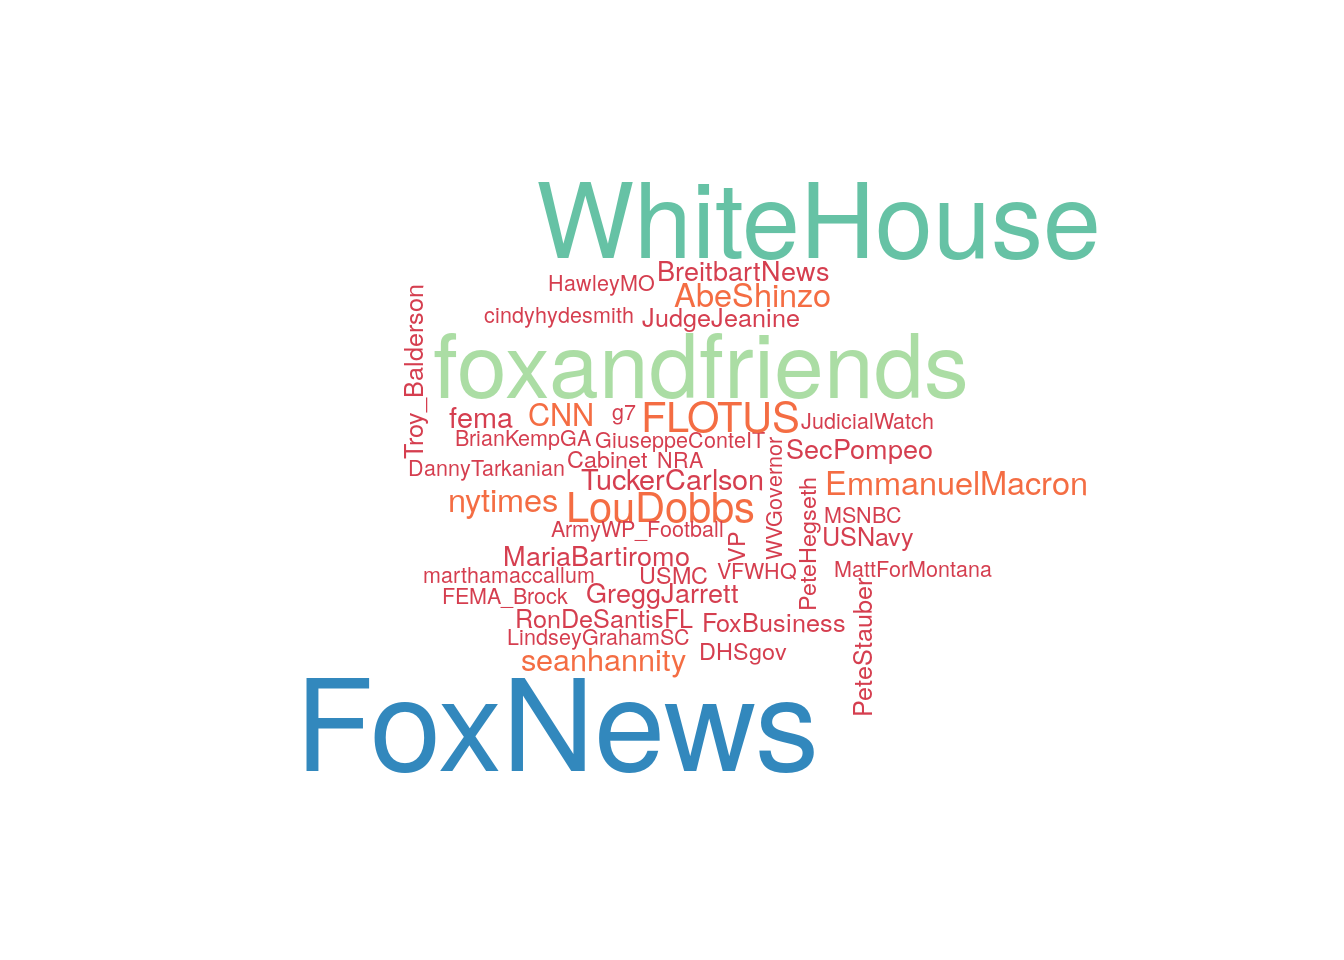 WhiteHouse
BreitbartNews
HawleyMO
AbeShinzo
cindyhydesmith
JudgeJeanine
Troy_Balderson
foxandfriends
fema
CNN
g7
FLOTUS
JudicialWatch
BrianKempGA
GiuseppeConteIT
SecPompeo
DannyTarkanian
Cabinet
NRA
TuckerCarlson
WVGovernor
EmmanuelMacron
nytimes
LouDobbs
PeteHegseth
MSNBC
ArmyWP_Football
VP
USNavy
MariaBartiromo
marthamaccallum
USMC
VFWHQ
MattForMontana
FEMA_Brock
GreggJarrett
RonDeSantisFL
FoxBusiness
PeteStauber
LindseyGrahamSC
DHSgov
seanhannity
FoxNews